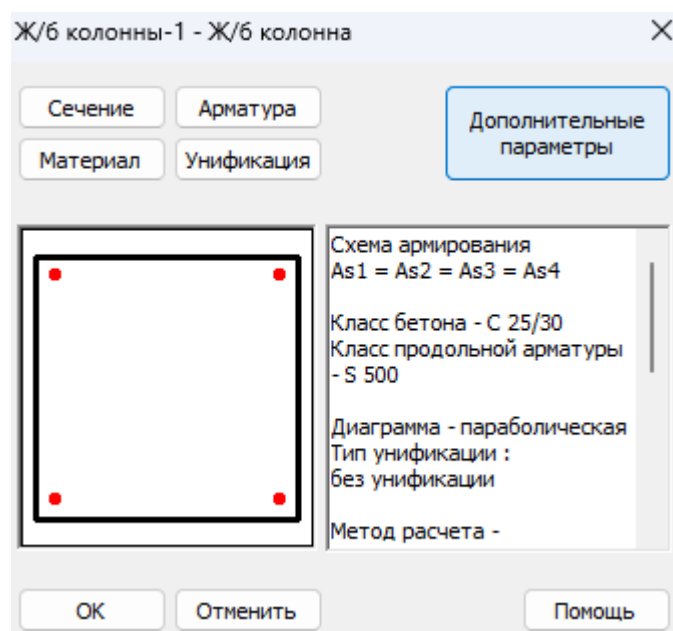 Ж/б колонны-1 - Ж/б колонна
Сечение
Арматура
Дополнительные
параметры
Материал
Унификация
Схема армирования
As1 = As2 = As3 = As4
Класс бетона - C 25/30
Класс продольной арматуры
- S 500
Диаграмма - параболическая
Тип унификации :
без унификации
Метод расчета -
ОК
Отменить
Помощь